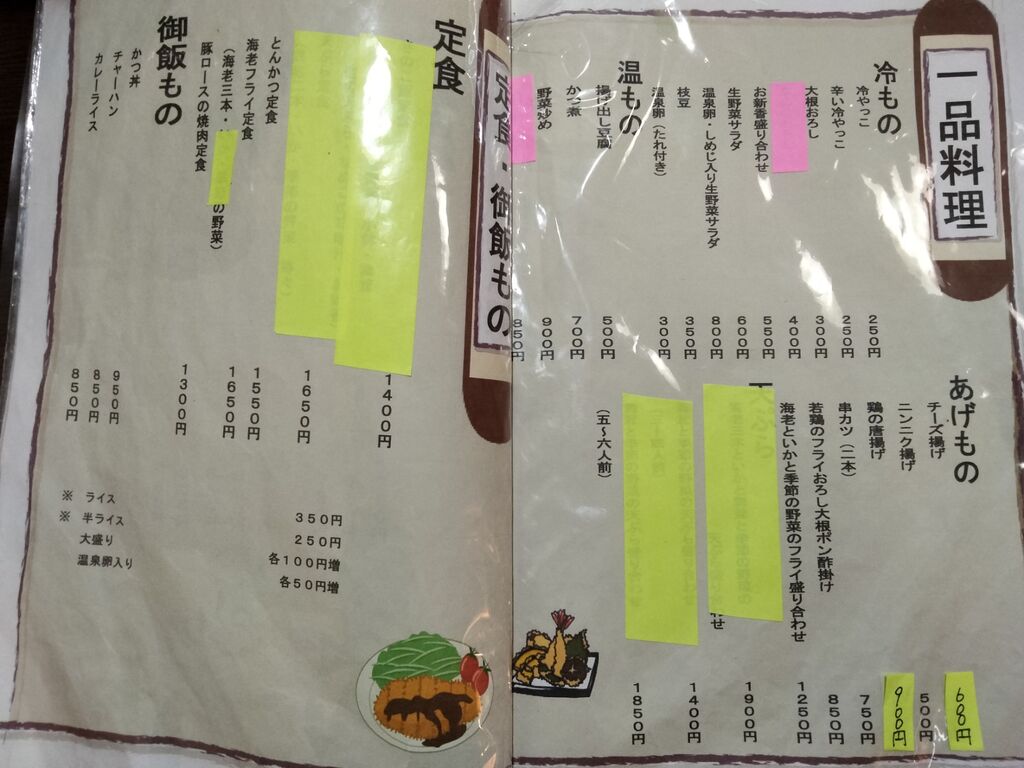 一品料理
冷もの
冷やっこ
辛い冷やっこ
大根おろし
お新香盛り合わせ
生野菜サラダ
温泉卵・しめじ入り生野菜サラダ
枝豆
温泉卵（たれ付き）
温もの
揚げ出し豆腐
かつ煮
野菜炒め
250円
250円
300円
400円
550円
600円
800円
350円
300円
500円
700円
900円
850円
あげもの
チーズ揚げ
ニンニク揚げ
鶏の唐揚げ
串カツ（二本）
若鶏のフライおろし大根ポン酢掛け
海老といかと季節の野菜のフライ盛り合わせ
天ぷら
わせ
（五～六人前）
680円
500円
900円
750円
850円
1250円
1900円
1400円
1850円
定食・御飯もの
定食
とんかつ定食
海老フライ定食
（海老三本・
の野菜）
豚ロースの焼肉定食
1400円
1650円
1550円
1650円
1300円
御飯もの
かつ丼
チャーハン
カレーライス
950円
850円
850円
※ ライス 350円
※ 半ライス 250円
大盛り 各100円増
温泉卵入り 各50円増